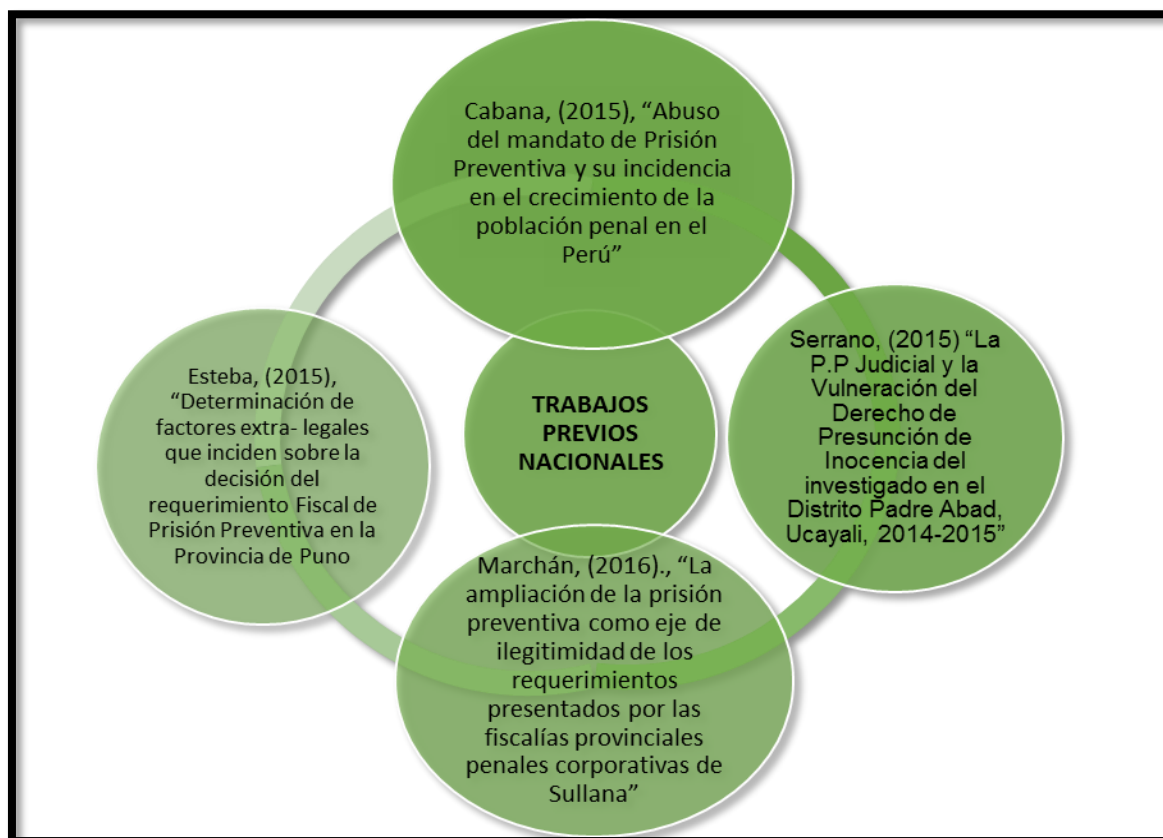 Cabana, (2015), “Abuso
del mandato de Prisión
Preventiva y su incidencia
en el crecimiento de la
población penal en el
Perú”
Serrano, (2015) “La
P.P Judicial y la
Vulneración del
Derecho de
Presunción de
Inocencia del
investigado en el
Distrito Padre Abad,
Ucayali, 2014-2015”
Marchán, (2016)., “La
ampliación de la prisión
preventiva como eje de
ilegitimidad de los
requerimientos
presentados por las
fiscalías provinciales
penales corporativas de
Sullana”
Esteba, (2015),
“Determinación de
factores extra- legales
que inciden sobre la
decisión del
requerimiento Fiscal de
Prisión Preventiva en la
Provincia de Puno
TRABAJOS
PREVIOS
NACIONALES